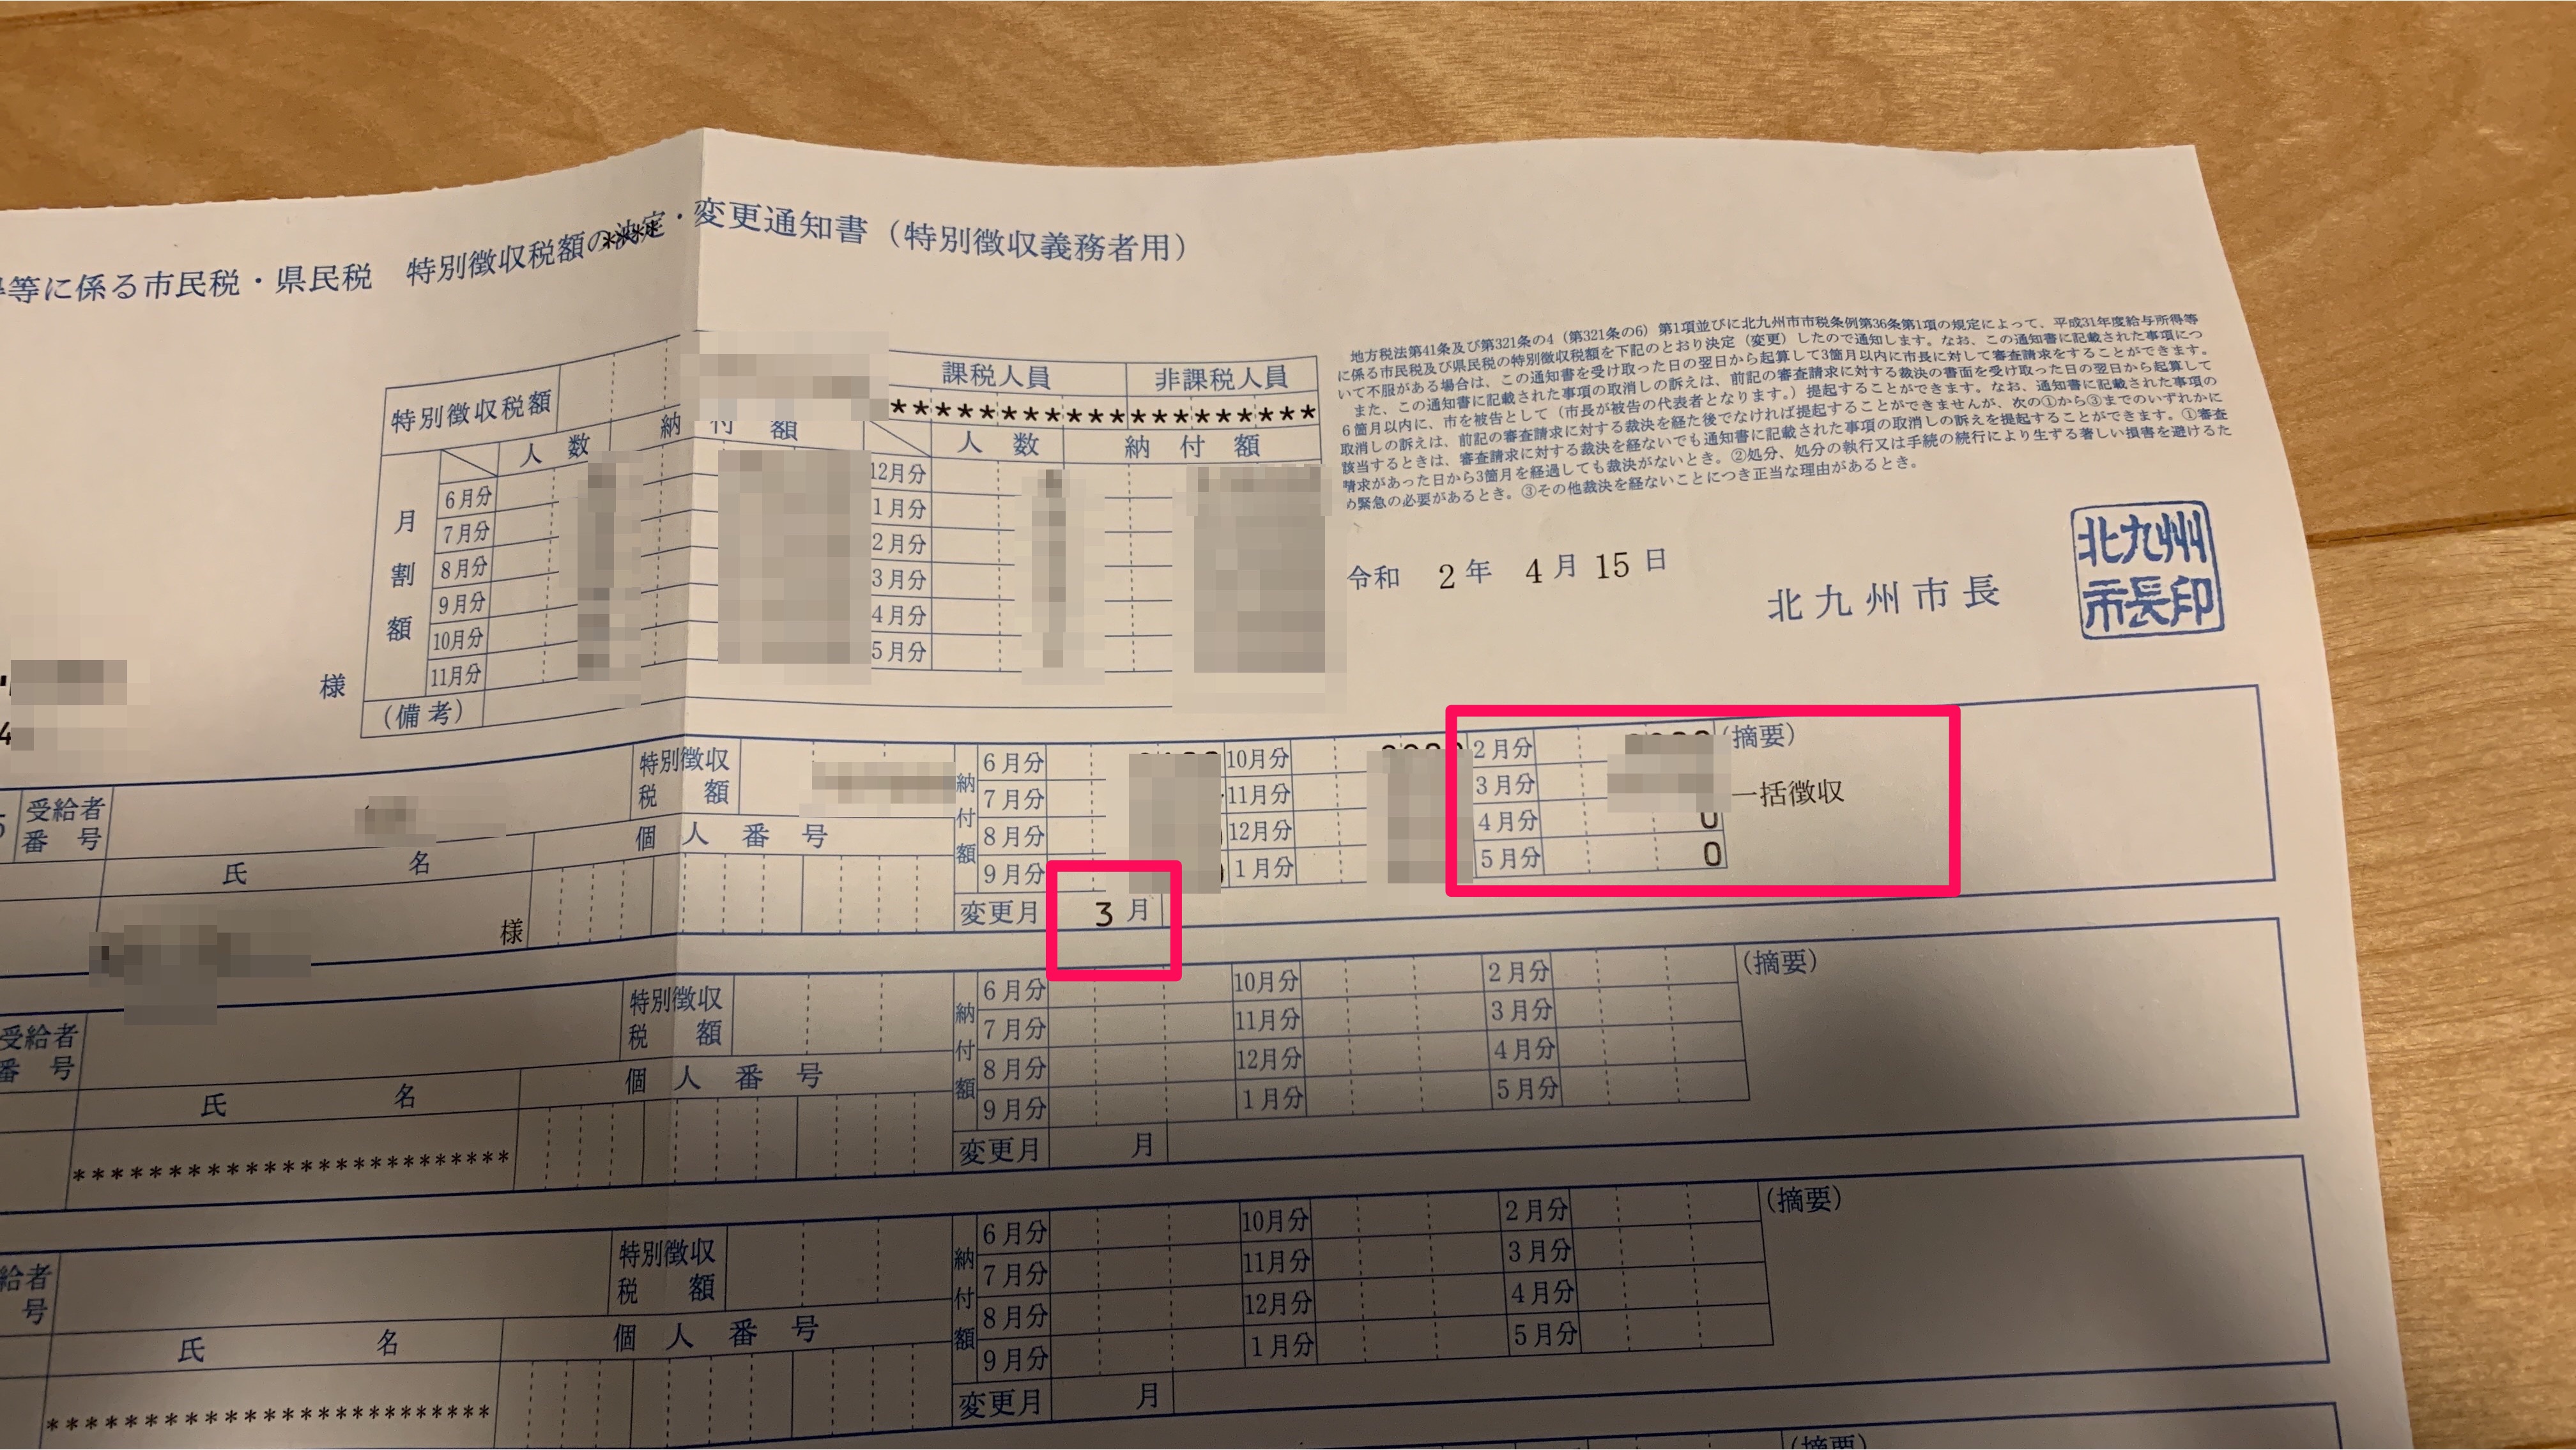 等に係る市民税・県民税 特別徴収税額の決定・変更通知書（特別徴収義務者用）
地方税法第41条及び第321条の4（第321条の6）第1項並びに北九州市市税条例第36条第1項の規定によって、平成31年度給与所得等
に係る市民税及び県民税の特別徴収税額を下記のとおり決定（変更）したので通知します。なお、この通知書に記載された事項につ
いて不服がある場合は、この通知書を受け取った日の翌日から起算して3箇月以内に市長に対して審査請求をすることができます。
また、この通知書に記載された事項の取消しの訴えは、前記の審査請求に対する裁決の書面を受け取った日の翌日から起算して
6箇月以内に、市を被告として（市長が被告の代表者となります。）提起することができます。なお、通知書に記載された事項の
取消しの訴えは、前記の審査請求に対する裁決を経た後でなければ提起することができませんが、次の①から③までのいずれかに
該当するときは、審査請求に対する裁決を経ないでも通知書に記載された事項の取消しの訴えを提起することができます。①審査
請求があった日から3箇月を経過しても裁決がないとき。②処分、処分の執行又は手続の続行により生ずる著しい損害を避けるた
め緊急の必要があるとき。③その他裁決を経ないことにつき正当な理由があるとき。
特別徴収税額
課税人員 非課税人員
*******************
人数 納付額 人数 納付額
月割額
6月分 12月分
7月分 1月分
8月分 2月分
9月分 3月分
10月分 4月分
11月分 5月分
（備考）
様
令和 2年 4月 15日
北九州市長
北九州
市長印
受給者
番号
特別徴収
税額
納付額
6月分 10月分 2月分 （摘要）
7月分 11月分 3月分 一括徴収
8月分 12月分 4月分 0
9月分 1月分 5月分 0
個人番号
氏名
様
変更月 3月
受給者
番号
特別徴収
税額
納付額
6月分 10月分 2月分 （摘要）
7月分 11月分 3月分
8月分 12月分 4月分
9月分 1月分 5月分
個人番号
氏名
************************
変更月 月
給者
号
特別徴収
税額
納付額
6月分 10月分 2月分 （摘要）
7月分 11月分 3月分
8月分 12月分 4月分
9月分 1月分 5月分
個人番号
氏名
************************
変更月 月
（摘要）